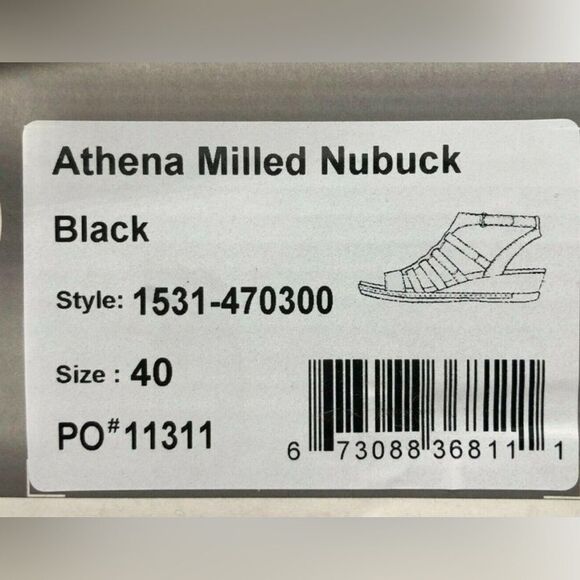 Athena Milled Nubuck
Black
Style: 1531-470300
Size : 40
PO#11311
6 73088 36811 1